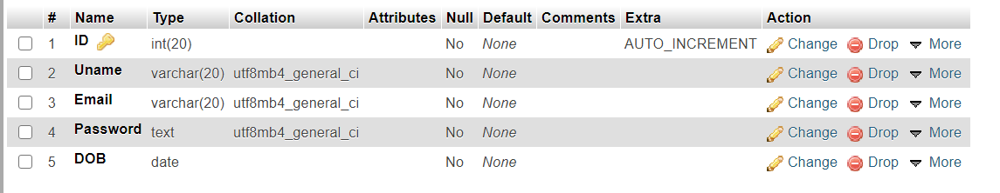 # Name Type Collation Attributes Null Default Comments Extra Action
1 ID int(20) No None AUTO_INCREMENT Change Drop More
2 Uname varchar(20) utf8mb4_general_ci No None Change Drop More
3 Email varchar(20) utf8mb4_general_ci No None Change Drop More
4 Password text utf8mb4_general_ci No None Change Drop More
5 DOB date No None Change Drop More